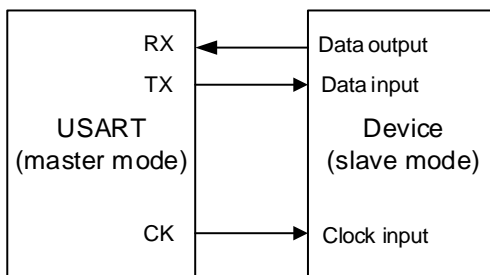 RX
Data output
TX
Data input
USART
(master mode)
Device
(slave mode)
CK
Clock input